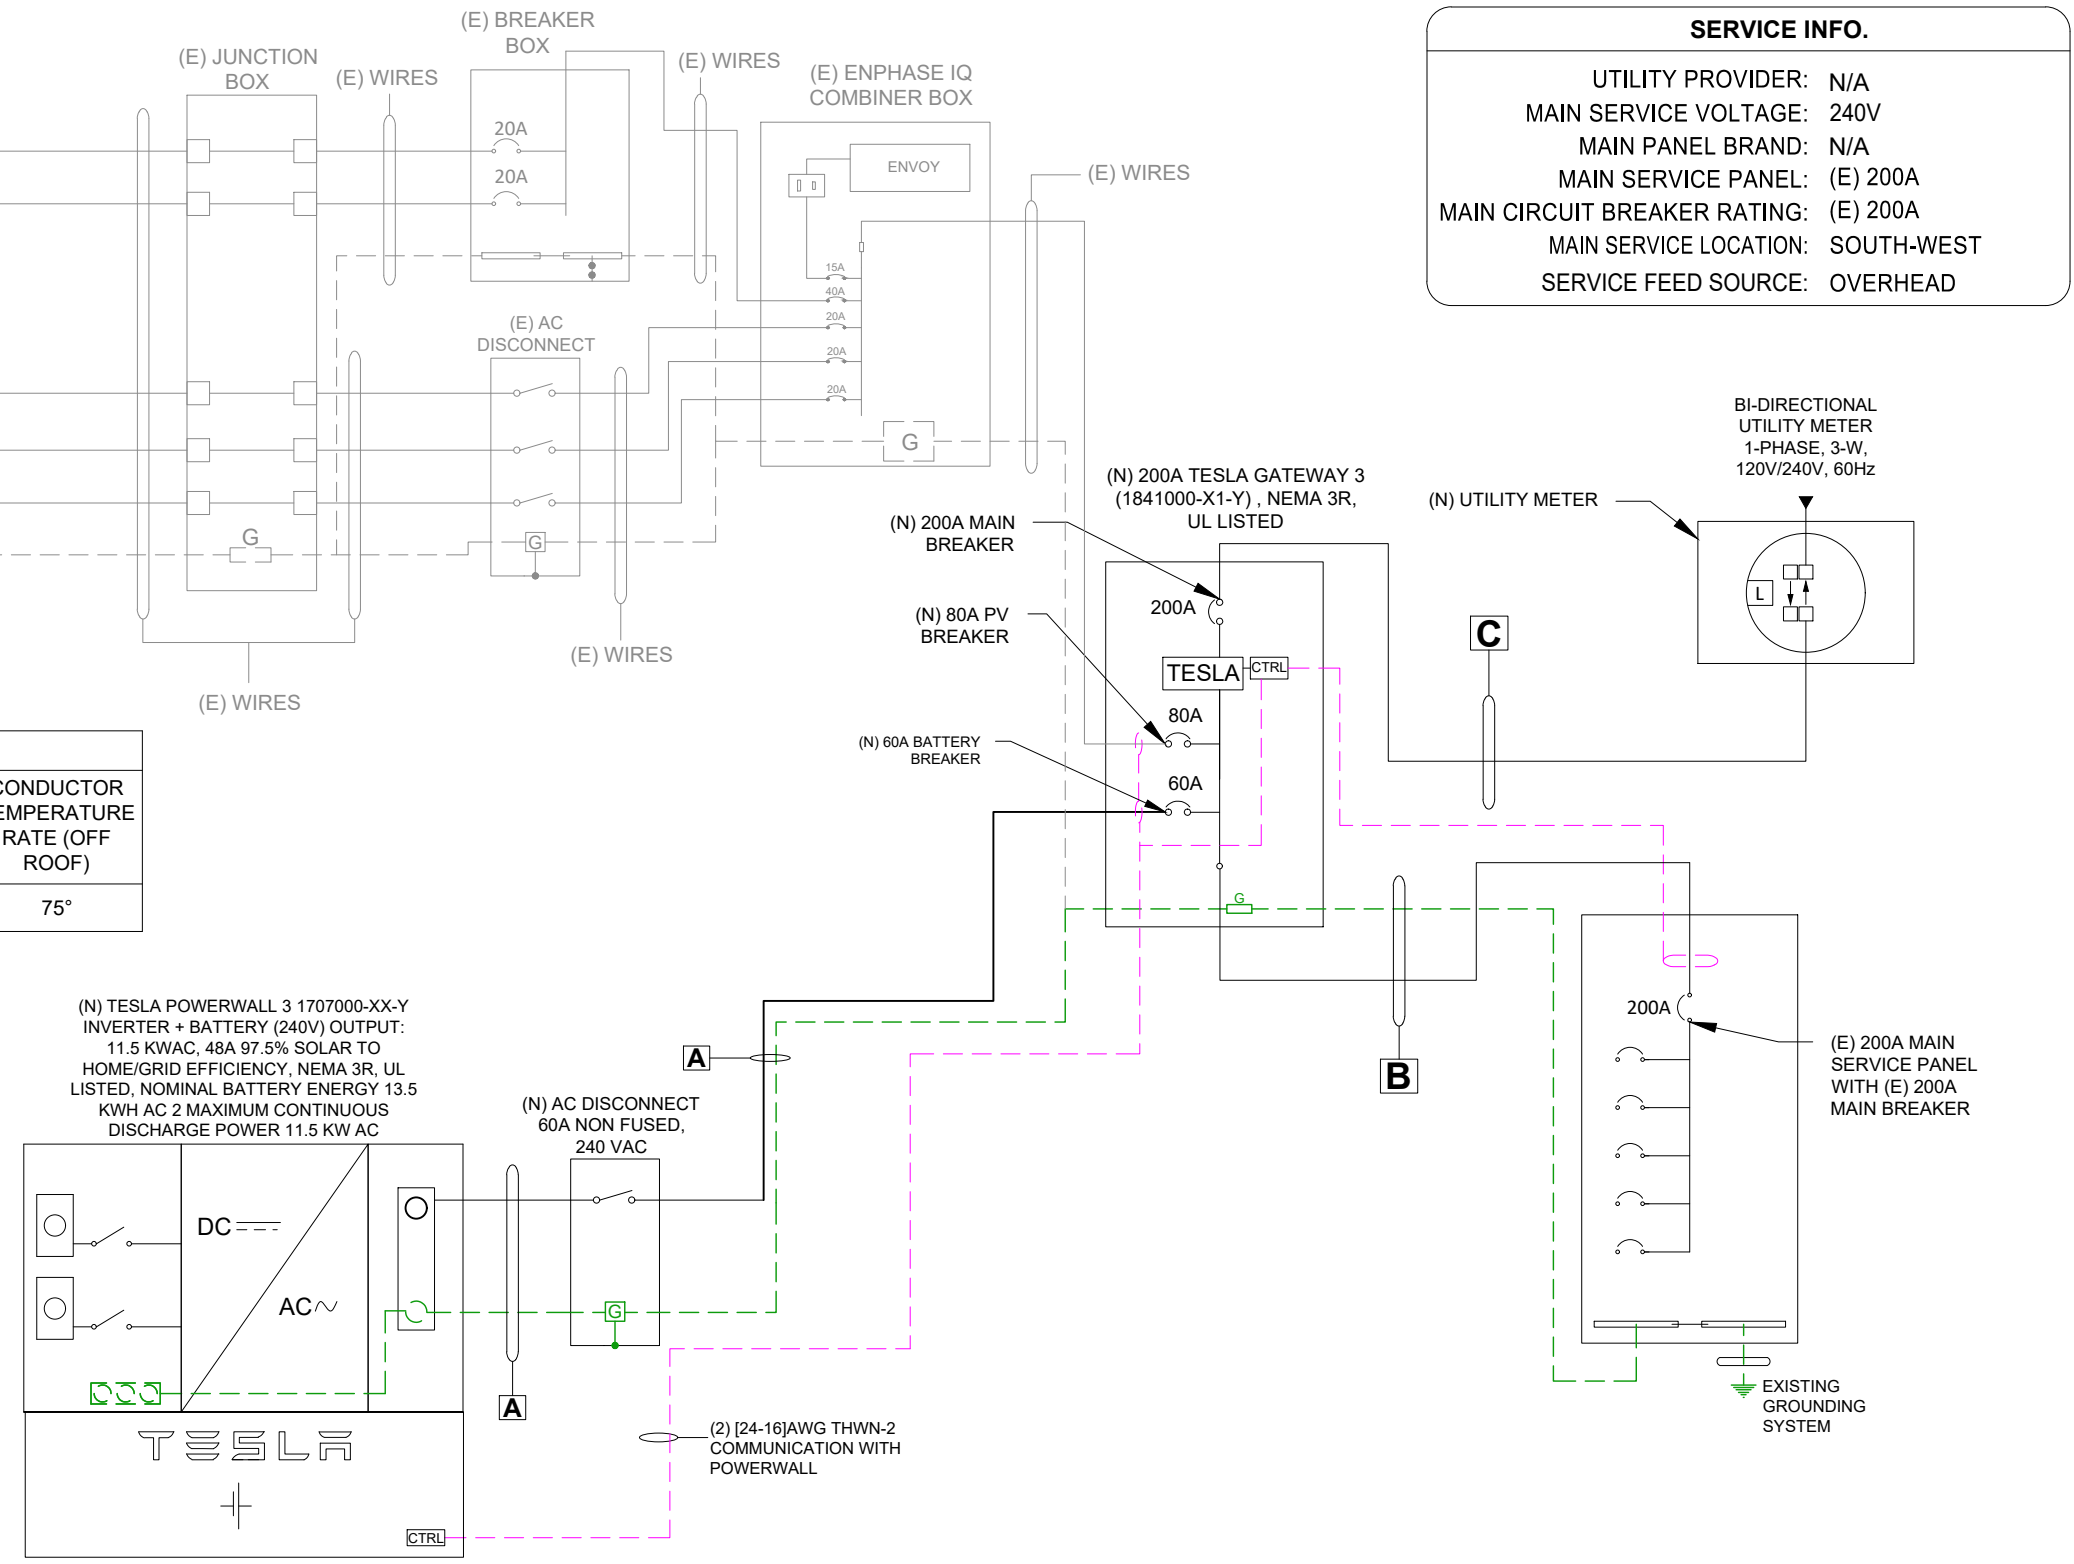 (E) BREAKER
BOX
(E) JUNCTION
BOX
(E) WIRES
(E) WIRES
(E) ENPHASE IQ
COMBINER BOX
20A
20A
ENVOY
(E) WIRES
15A
40A
20A
20A
20A
(E) AC
DISCONNECT
G
G
G
(E) WIRES
(E) WIRES
SERVICE INFO.
UTILITY PROVIDER: N/A
MAIN SERVICE VOLTAGE: 240V
MAIN PANEL BRAND: N/A
MAIN SERVICE PANEL: (E) 200A
MAIN CIRCUIT BREAKER RATING: (E) 200A
MAIN SERVICE LOCATION: SOUTH-WEST
SERVICE FEED SOURCE: OVERHEAD
BI-DIRECTIONAL
UTILITY METER
1-PHASE, 3-W,
120V/240V, 60Hz
(N) UTILITY METER
L
(N) 200A TESLA GATEWAY 3
(1841000-X1-Y) , NEMA 3R,
UL LISTED
(N) 200A MAIN
BREAKER
200A
(N) 80A PV
BREAKER
TESLA
CTRL
80A
(N) 60A BATTERY
BREAKER
60A
G
C
B
CONDUCTOR
EMPERATURE
RATE (OFF
ROOF)
75°
(N) TESLA POWERWALL 3 1707000-XX-Y
INVERTER + BATTERY (240V) OUTPUT:
11.5 KWAC, 48A 97.5% SOLAR TO
HOME/GRID EFFICIENCY, NEMA 3R, UL
LISTED, NOMINAL BATTERY ENERGY 13.5
KWH AC 2 MAXIMUM CONTINUOUS
DISCHARGE POWER 11.5 KW AC
DC
AC
TESLA
CTRL
A
A
(N) AC DISCONNECT
60A NON FUSED,
240 VAC
G
(2) [24-16]AWG THWN-2
COMMUNICATION WITH
POWERWALL
200A
(E) 200A MAIN
SERVICE PANEL
WITH (E) 200A
MAIN BREAKER
EXISTING
GROUNDING
SYSTEM